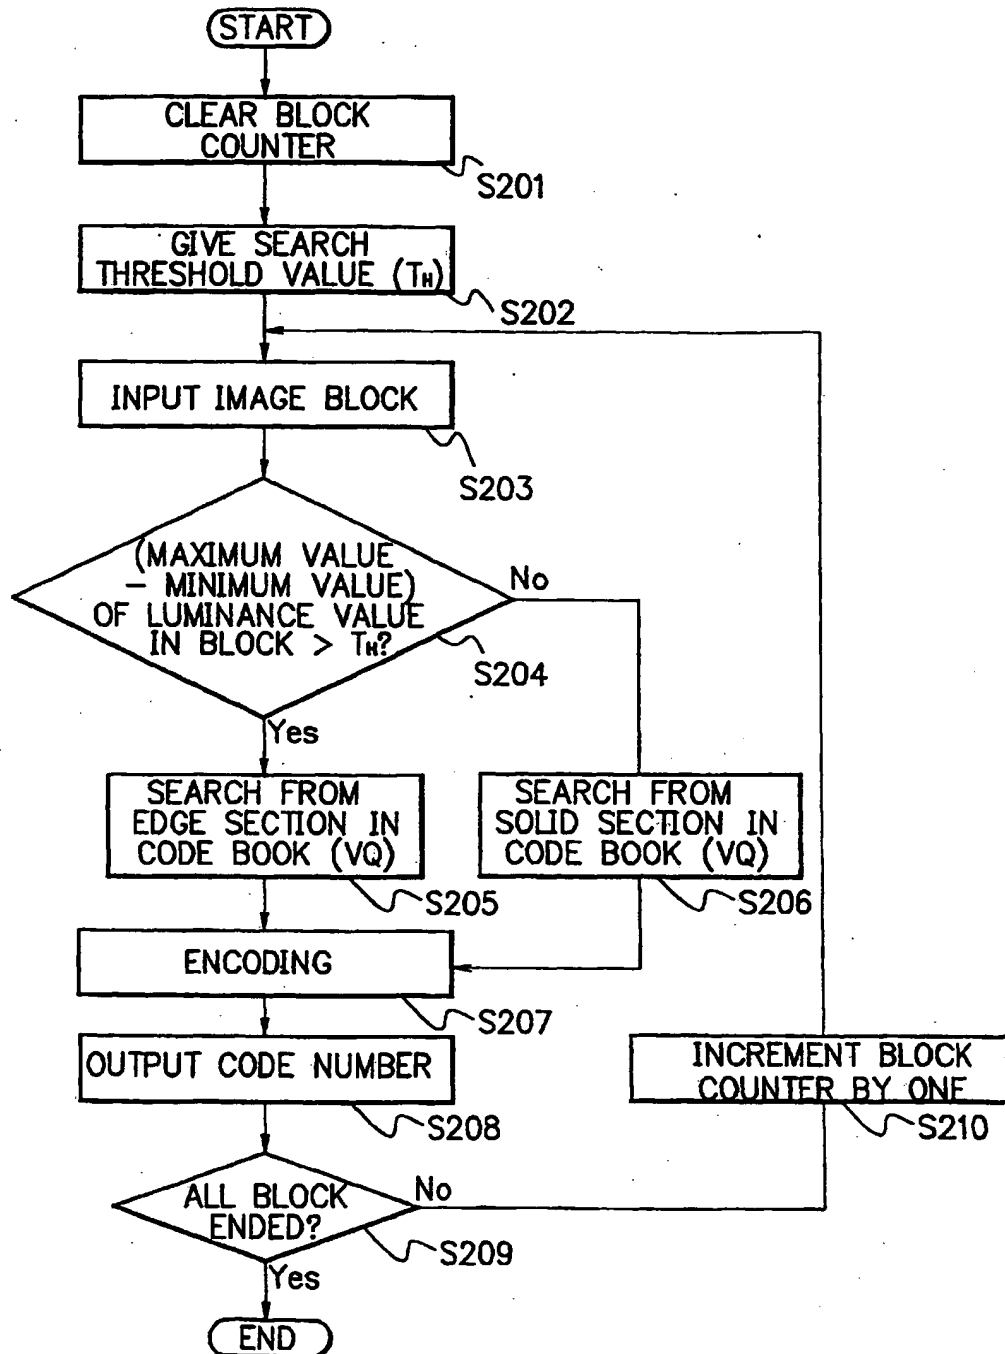 START
CLEAR BLOCK
COUNTER
S201
GIVE SEARCH
THRESHOLD VALUE (TH)
S202
INPUT IMAGE BLOCK
S203
(MAXIMUM VALUE
– MINIMUM VALUE)
OF LUMINANCE VALUE
IN BLOCK > TH?
No
S204
Yes
SEARCH FROM
EDGE SECTION IN
CODE BOOK (VQ)
S205
SEARCH FROM
SOLID SECTION IN
CODE BOOK (VQ)
S206
ENCODING
S207
OUTPUT CODE NUMBER
S208
INCREMENT BLOCK
COUNTER BY ONE
S210
ALL BLOCK
ENDED?
No
S209
Yes
END